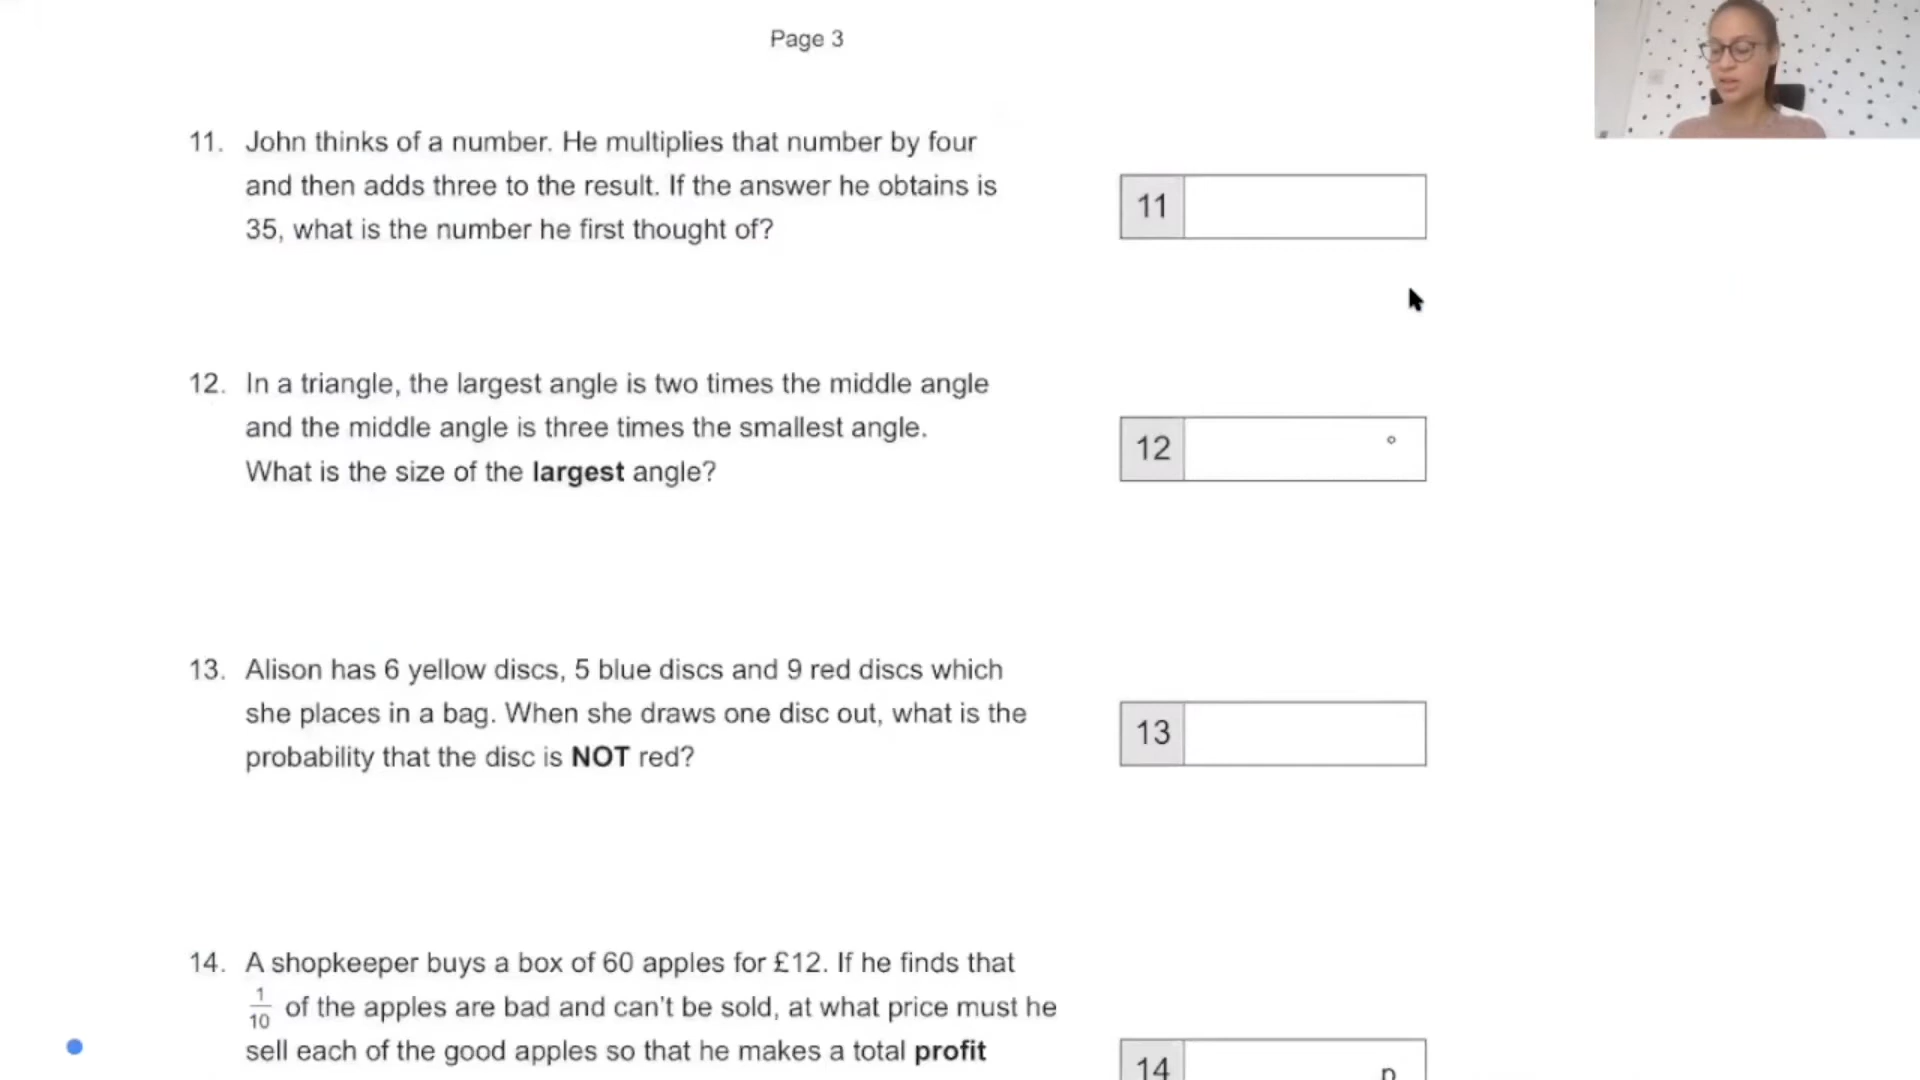 Page 3
11. John thinks of a number. He multiplies that number by four
and then adds three to the result. If the answer he obtains is
35, what is the number he first thought of?
11
12. In a triangle, the largest angle is two times the middle angle
and the middle angle is three times the smallest angle.
What is the size of the largest angle?
12 °
13. Alison has 6 yellow discs, 5 blue discs and 9 red discs which
she places in a bag. When she draws one disc out, what is the
probability that the disc is NOT red?
13
14. A shopkeeper buys a box of 60 apples for £12. If he finds that
1/10 of the apples are bad and can't be sold, at what price must he
sell each of the good apples so that he makes a total profit
14 p